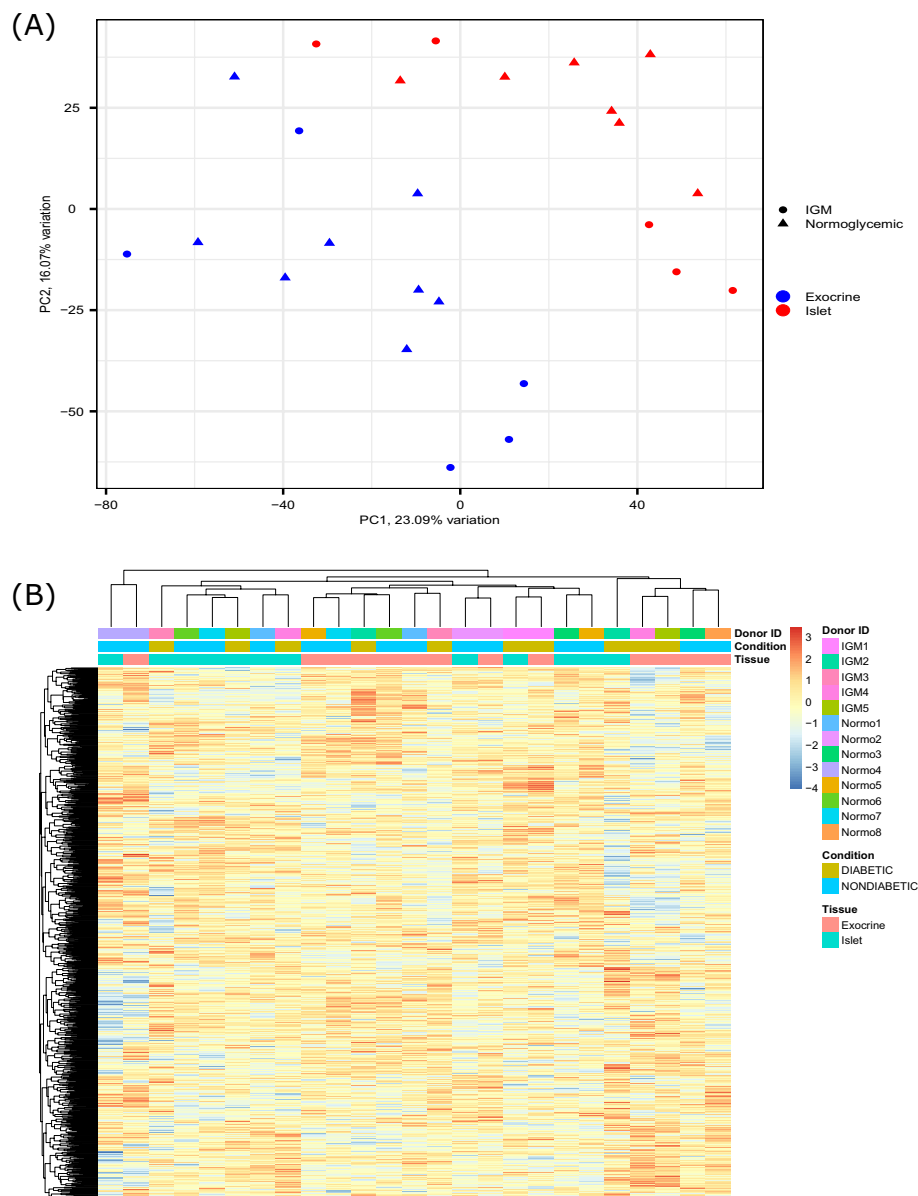 (A)
25
0
−25
−50
PC2, 16.07% variation
−80
−40
0
40
PC1, 23.09% variation
IGM
Normoglycemic
Exocrine
Islet
(B)
Donor ID
Condition
Tissue
3
2
1
0
−1
−2
−3
−4
Donor ID
IGM1
IGM2
IGM3
IGM4
IGM5
Normo1
Normo2
Normo3
Normo4
Normo5
Normo6
Normo7
Normo8
Condition
DIABETIC
NONDIABETIC
Tissue
Exocrine
Islet